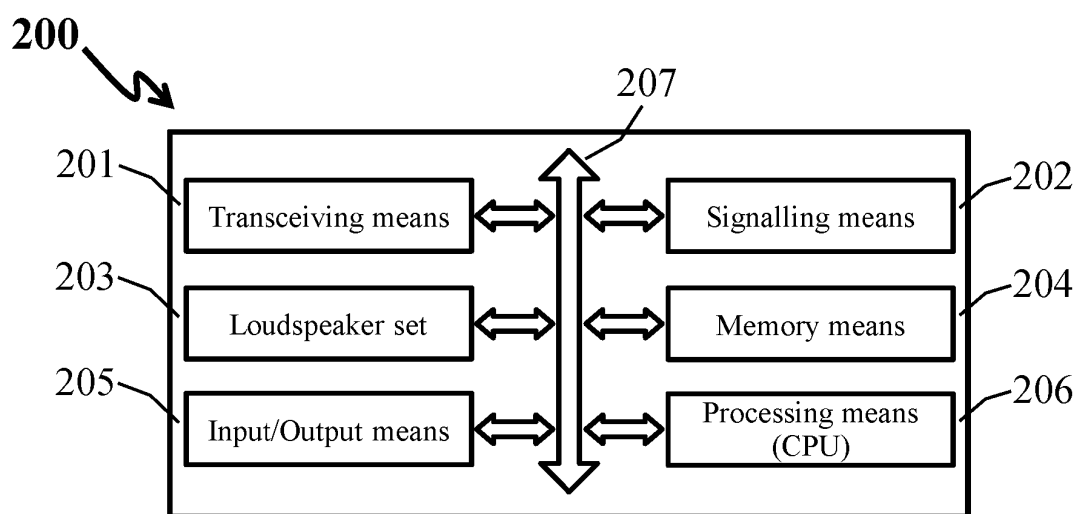 200
207
201
Transceiving means
Signalling means
202
203
Loudspeaker set
Memory means
204
205
Input/Output means
Processing means
(CPU)
206